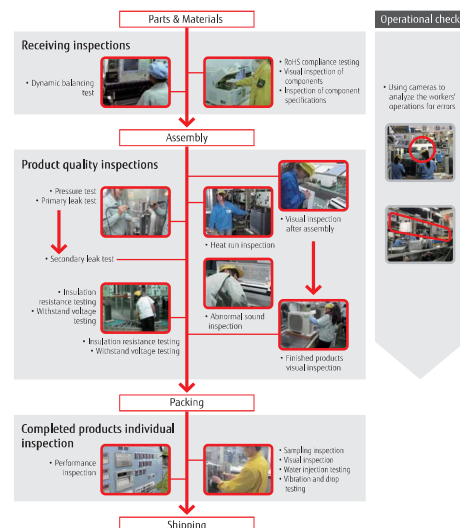 Parts & Materials
Operational check
Receiving inspections
• Dynamic balancing
test
• RoHS compliance testing
• Visual inspection of
components
• Inspection of component
specifications
• Using cameras to
analyze the workers'
operations for errors
Assembly
Product quality inspections
• Pressure test
• Primary leak test
• Secondary leak test
• Heat run inspection
• Visual inspection
after assembly
• Insulation
resistance testing
• Withstand voltage
testing
• Insulation resistance testing
• Withstand voltage testing
• Abnormal sound
inspection
• Finished products
visual inspection
Packing
Completed products individual
inspection
• Performance
inspection
• Sampling inspection
• Visual inspection
• Water injection testing
• Vibration and drop
testing
Shipping